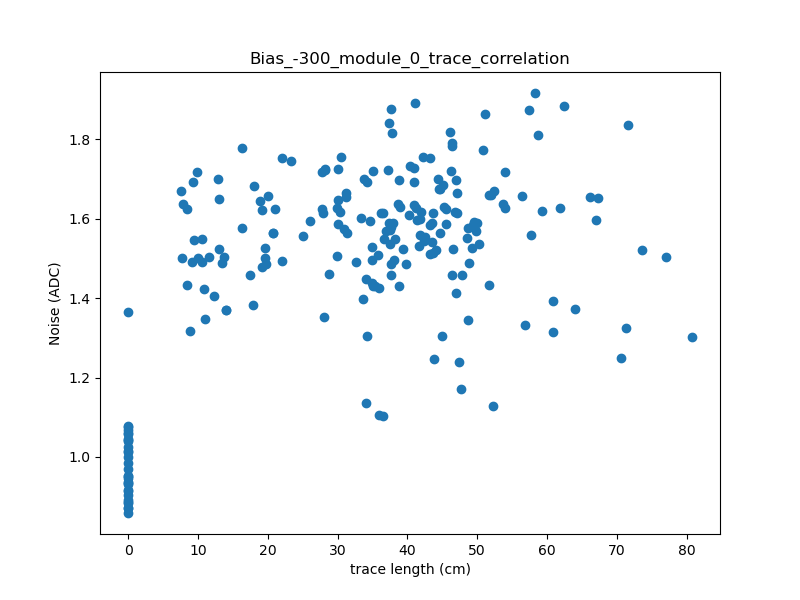 Bias_-300_module_0_trace_correlation
1.8
1.6
1.4
1.2
1.0
Noise (ADC)
0 10 20 30 40 50 60 70 80
trace length (cm)